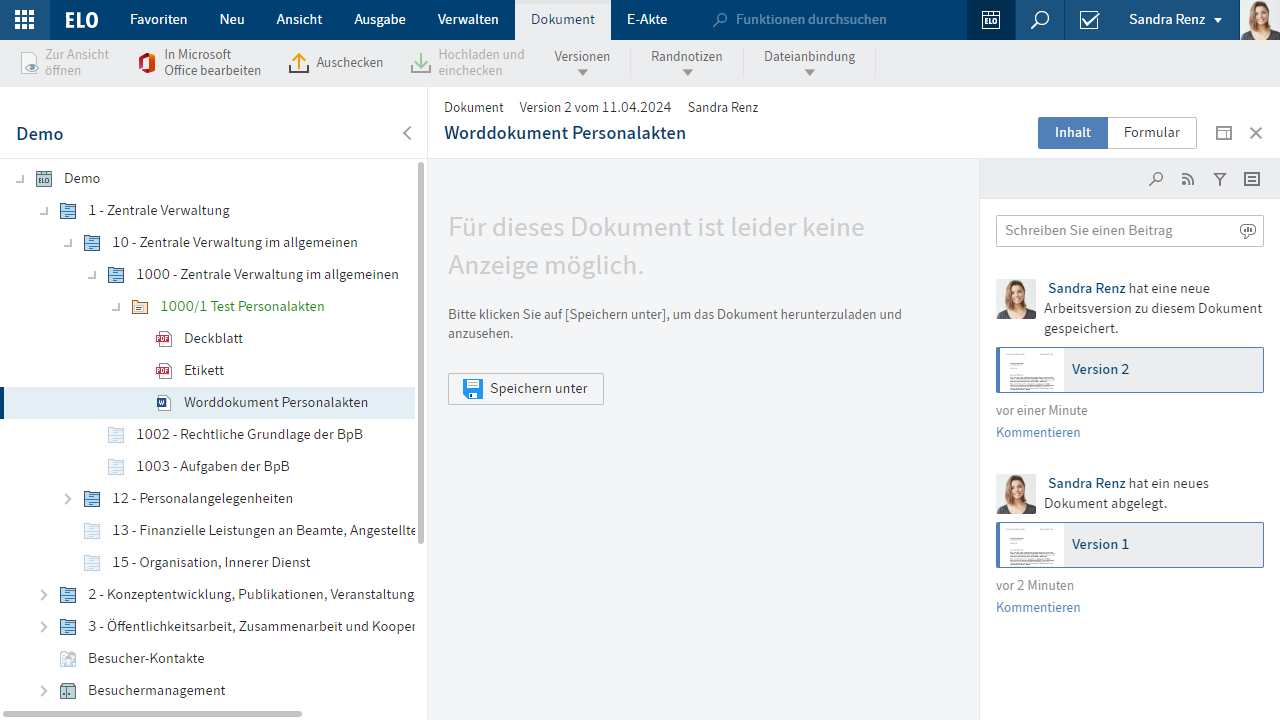 ELO
Favoriten
Neu
Ansicht
Ausgabe
Verwalten
Dokument
E-Akte
Funktionen durchsuchen
ELO
Sandra Renz
Zur Ansicht
öffnen
In Microsoft
Office bearbeiten
Auschecken
Hochladen und
einchecken
Versionen
Randnotizen
Dateianbindung
Demo
Dokument
Version 2 vom 11.04.2024
Sandra Renz
Worddokument Personalakten
Inhalt
Formular
ELO
Demo
1 - Zentrale Verwaltung
10 - Zentrale Verwaltung im allgemeinen
1000 - Zentrale Verwaltung im allgemeinen
1000/1 Test Personalakten
PDF
Deckblatt
PDF
Etikett
W
Worddokument Personalakten
1002 - Rechtliche Grundlage der BpB
1003 - Aufgaben der BpB
12 - Personalangelegenheiten
13 - Finanzielle Leistungen an Beamte, Angestellte
15 - Organisation, Innerer Dienst
2 - Konzeptentwicklung, Publikationen, Veranstaltung
3 - Öffentlichkeitsarbeit, Zusammenarbeit und Kooper
Besucher-Kontakte
Besuchermanagement
Für dieses Dokument ist leider keine
Anzeige möglich.
Bitte klicken Sie auf [Speichern unter], um das Dokument herunterzuladen und
anzusehen.
Speichern unter
Schreiben Sie einen Beitrag
Sandra Renz hat eine neue
Arbeitsversion zu diesem Dokument
gespeichert.
Version 2
vor einer Minute
Kommentieren
Sandra Renz hat ein neues
Dokument abgelegt.
Version 1
vor 2 Minuten
Kommentieren